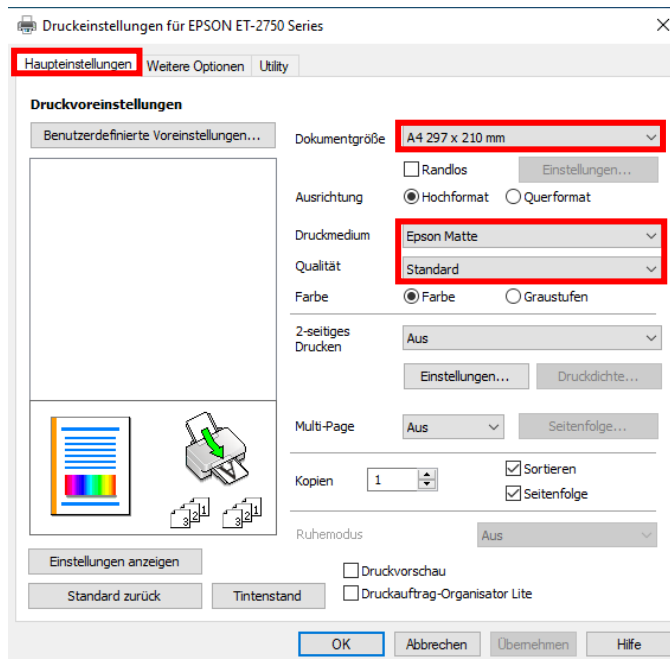 Druckeinstellungen für EPSON ET-2750 Series
Haupteinstellungen Weitere Optionen Utility
Druckvoreinstellungen
Benutzerdefinierte Voreinstellungen...
Dokumentgröße A4 297 x 210 mm
Randlos Einstellungen...
Ausrichtung Hochformat Querformat
Druckmedium Epson Matte
Qualität Standard
Farbe Farbe Graustufen
2-seitiges
Drucken Aus
Einstellungen... Druckdichte...
Multi-Page Aus Seitenfolge...
Kopien 1 Sortieren
Seitenfolge
321 321
Ruhemodus Aus
Einstellungen anzeigen Druckvorschau
Standard zurück Tintenstand Druckauftrag-Organisator Lite
OK Abbrechen Übernehmen Hilfe